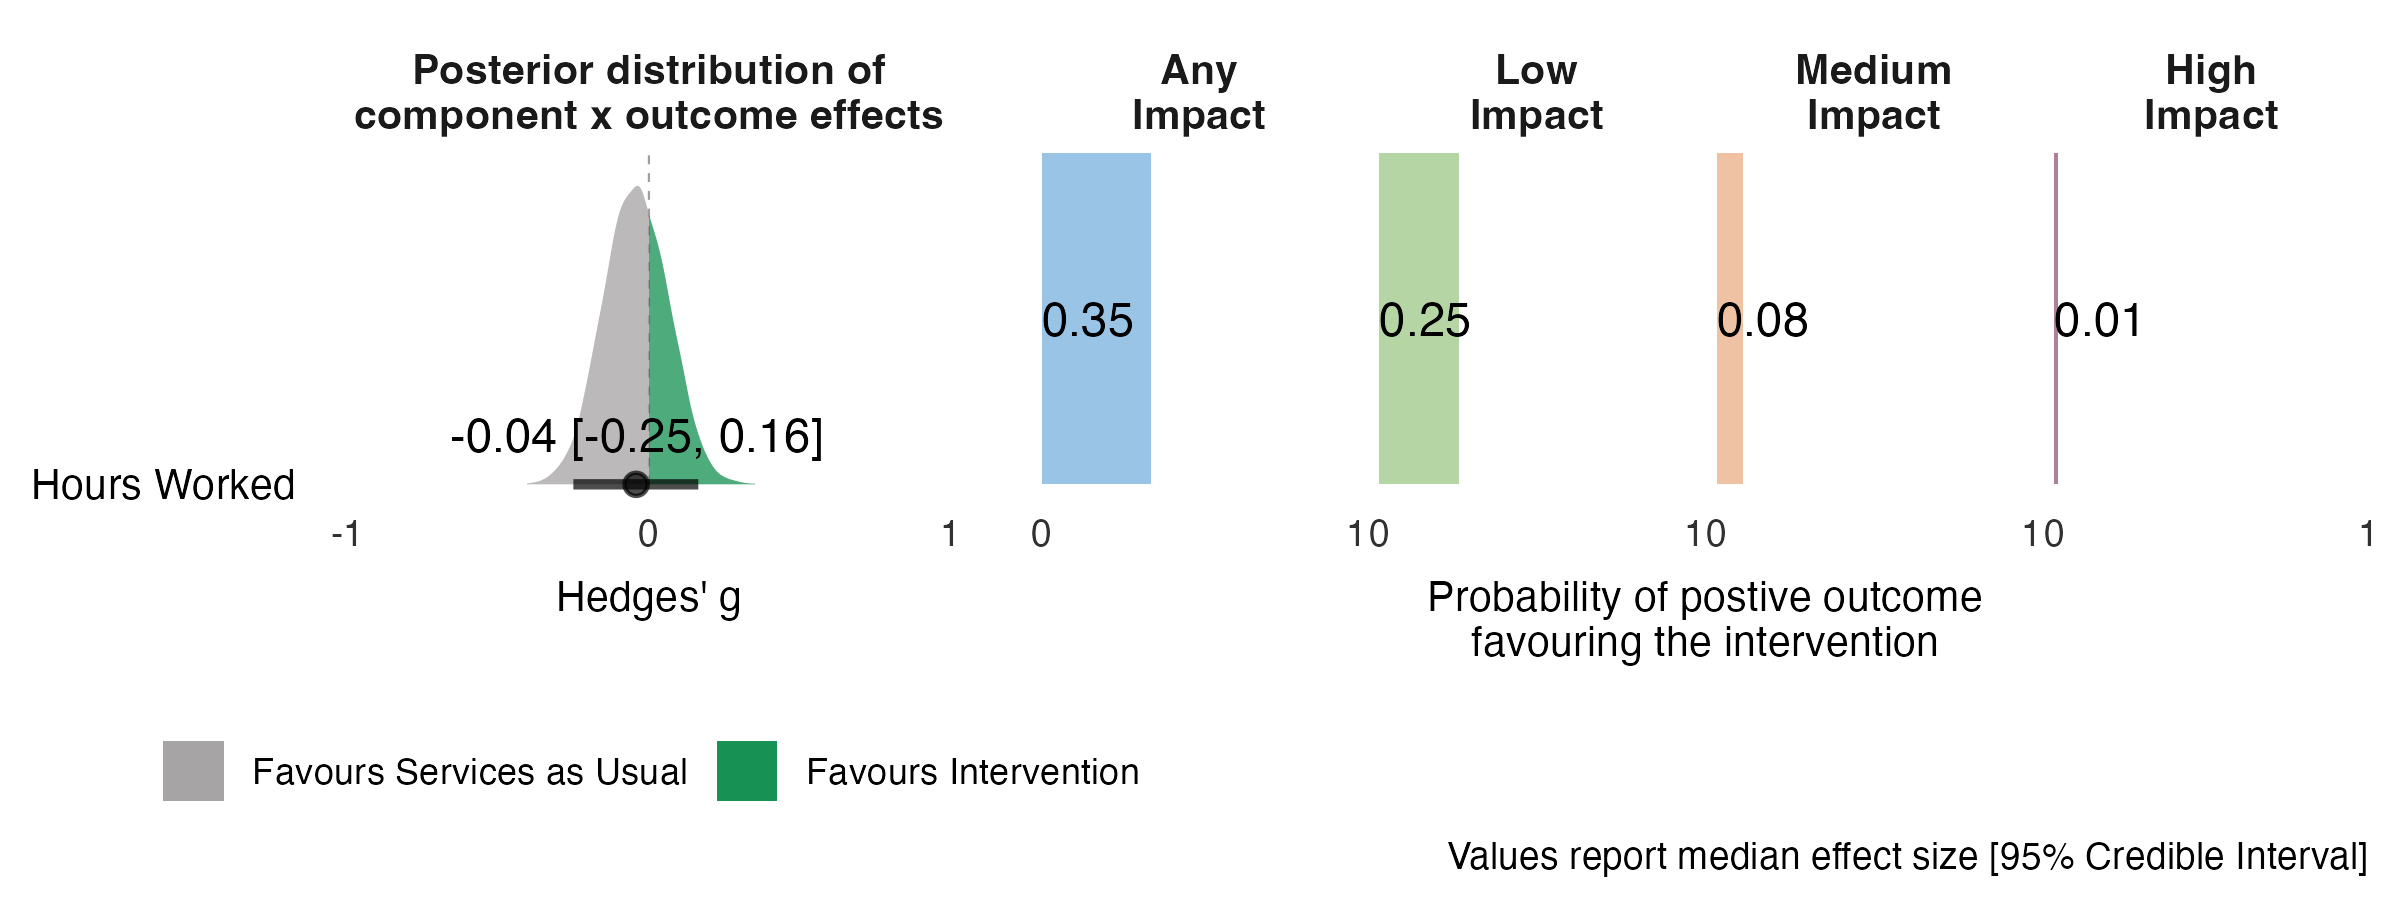 Posterior distribution of
component x outcome effects
Any
Impact
Low
Impact
Medium
Impact
High
Impact
0.35
0.25
0.08
0.01
-0.04 [-0.25, 0.16]
Hours Worked
-1 0 1 0 10 10 10 1
Hedges' g
Probability of postive outcome
favouring the intervention
Favours Services as Usual
Favours Intervention
Values report median effect size [95% Credible Interval]